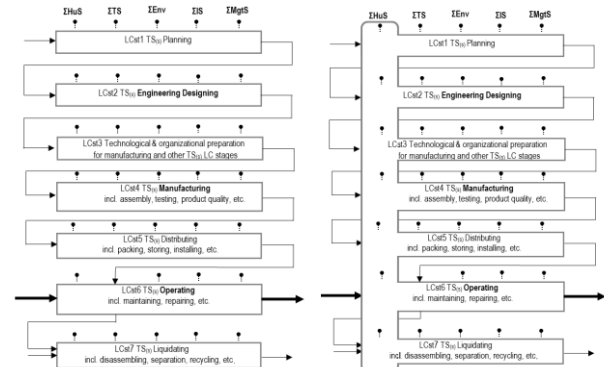 ΣHuS ΣTS ΣEnv ΣIS ΣMgtS
LCst1 TS(s) Planning
LCst2 TS(s) Engineering Designing
LCst3 Technological & organizational preparation
for manufacturing and other TS(s) LC stages
LCst4 TS(s) Manufacturing
incl. assembly, testing, product quality, etc.
LCst5 TS(s) Distributing
incl. packing, storing, installing, etc.
LCst6 TS(s) Operating
incl. maintaining, repairing, etc.
LCst7 TS(s) Liquidating
incl. disassembling, separation, recycling, etc.
ΣHuS ΣTS ΣEnv ΣIS ΣMgtS
LCst1 TS(s) Planning
LCst2 TS(s) Engineering Designing
LCst3 Technological & organizational preparation
for manufacturing and other TS(s) LC stages
LCst4 TS(s) Manufacturing
incl. assembly, testing, product quality, etc.
LCst5 TS(s) Distributing
incl. packing, storing, installing, etc.
LCst6 TS(s) Operating
incl. maintaining, repairing, etc.
LCst7 TS(s) Liquidating
incl. disassembling, separation, recycling, etc.